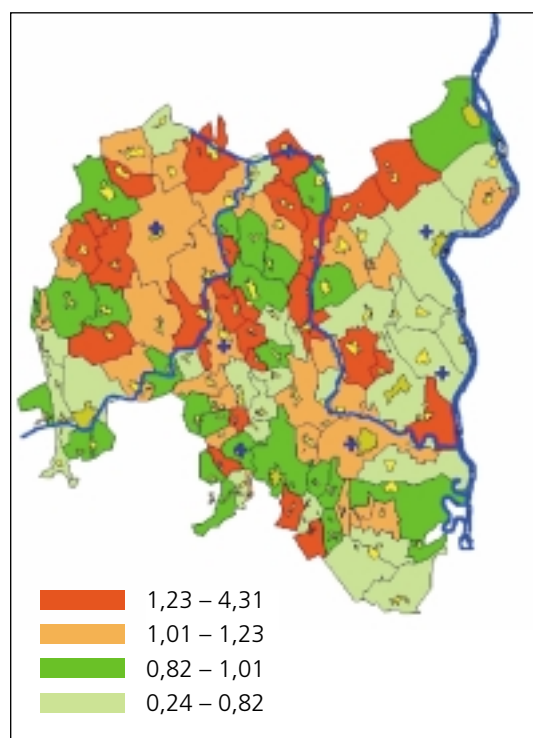 1,23 – 4,31
1,01 – 1,23
0,82 – 1,01
0,24 – 0,82